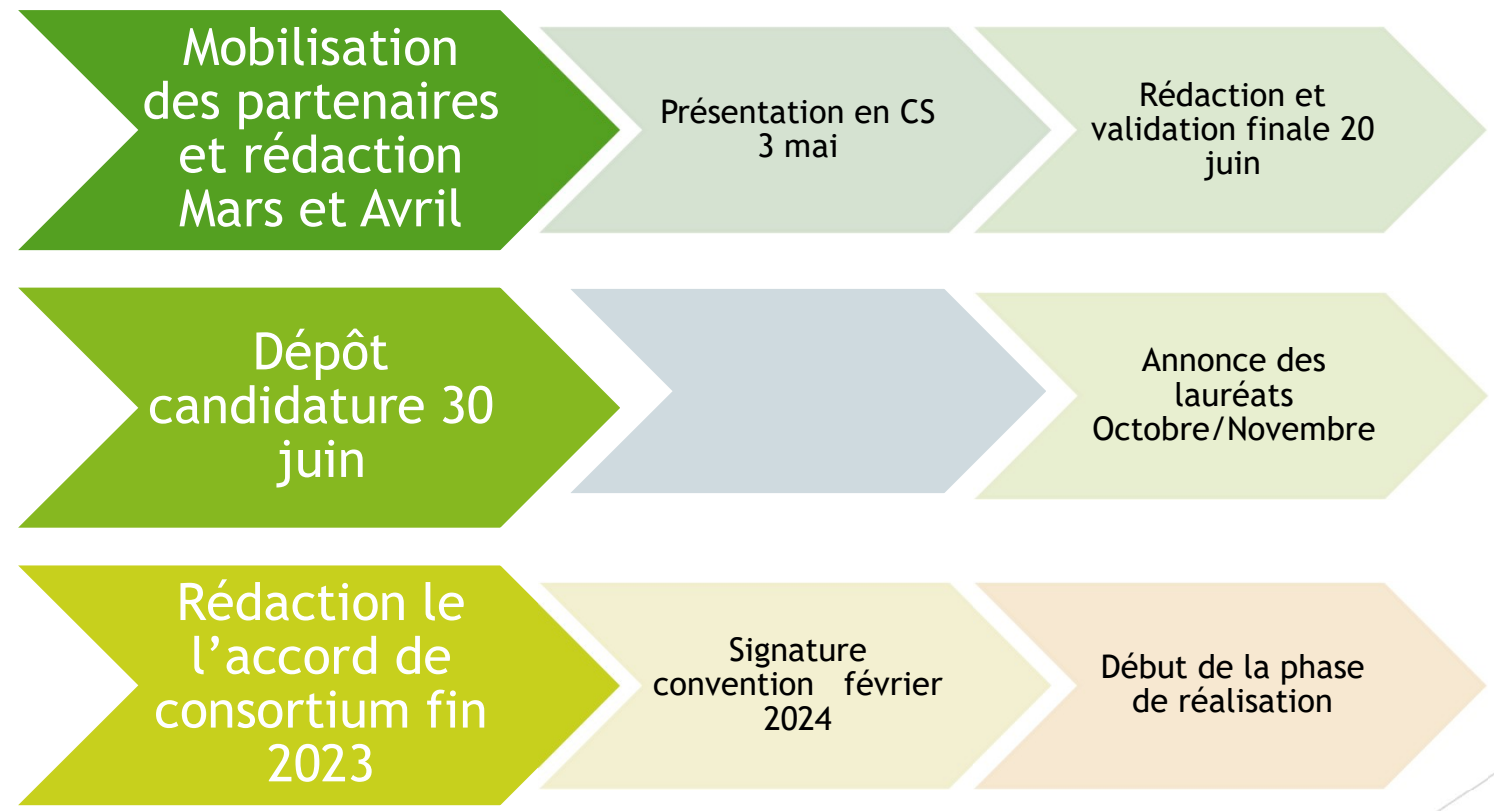 Mobilisation
des partenaires
et rédaction
Mars et Avril
Présentation en CS
3 mai
Rédaction et
validation finale 20
juin
Dépôt
candidature 30
juin
Annonce des
lauréats
Octobre/Novembre
Rédaction le
l’accord de
consortium fin
2023
Signature
convention février
2024
Début de la phase
de réalisation